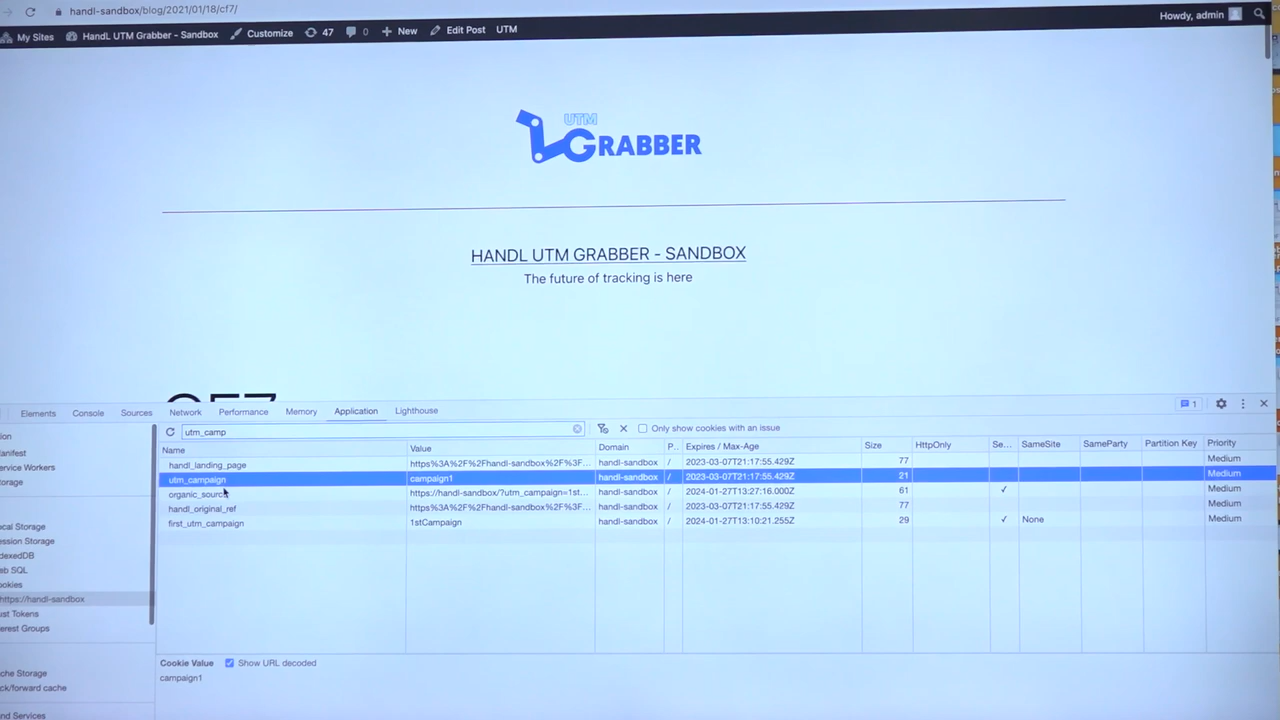 handl-sandbox/blog/2021/01/18/cf7/
My Sites HandL UTM Grabber - Sandbox Customize 47 0 New Edit Post UTM Howdy, admin
UTM
GRABBER
HANDL UTM GRABBER - SANDBOX
The future of tracking is here
CF7
Elements Console Sources Network Performance Memory Application Lighthouse 1
utm_camp Only show cookies with an issue
Name Value Domain P.. Expires / Max-Age Size HttpOnly Se... SameSite SameParty Partition Key Priority
handl_landing_page https%3A%2F%2Fhandl-sandbox%2F%3F... handl-sandbox / 2023-03-07T21:17:55.429Z 77 Medium
utm_campaign campaign1 handl-sandbox / 2023-03-07T21:17:55.429Z 21 Medium
organic_source https://handl-sandbox/?utm_campaign=1st... handl-sandbox / 2024-01-27T13:27:16.000Z 61 ✓ Medium
handl_original_ref https%3A%2F%2Fhandl-sandbox%2F%3F... handl-sandbox / 2023-03-07T21:17:55.429Z 77 Medium
first_utm_campaign 1stCampaign handl-sandbox / 2024-01-27T13:10:21.255Z 29 ✓ None Medium
ion
anifest
ervice Workers
torage
ocal Storage
ession Storage
ndexedDB
eb SQL
ookies
https://handl-sandbox
ust Tokens
terest Groups
che Storage
ck/forward cache
nd Services
Cookie Value Show URL decoded
campaign1